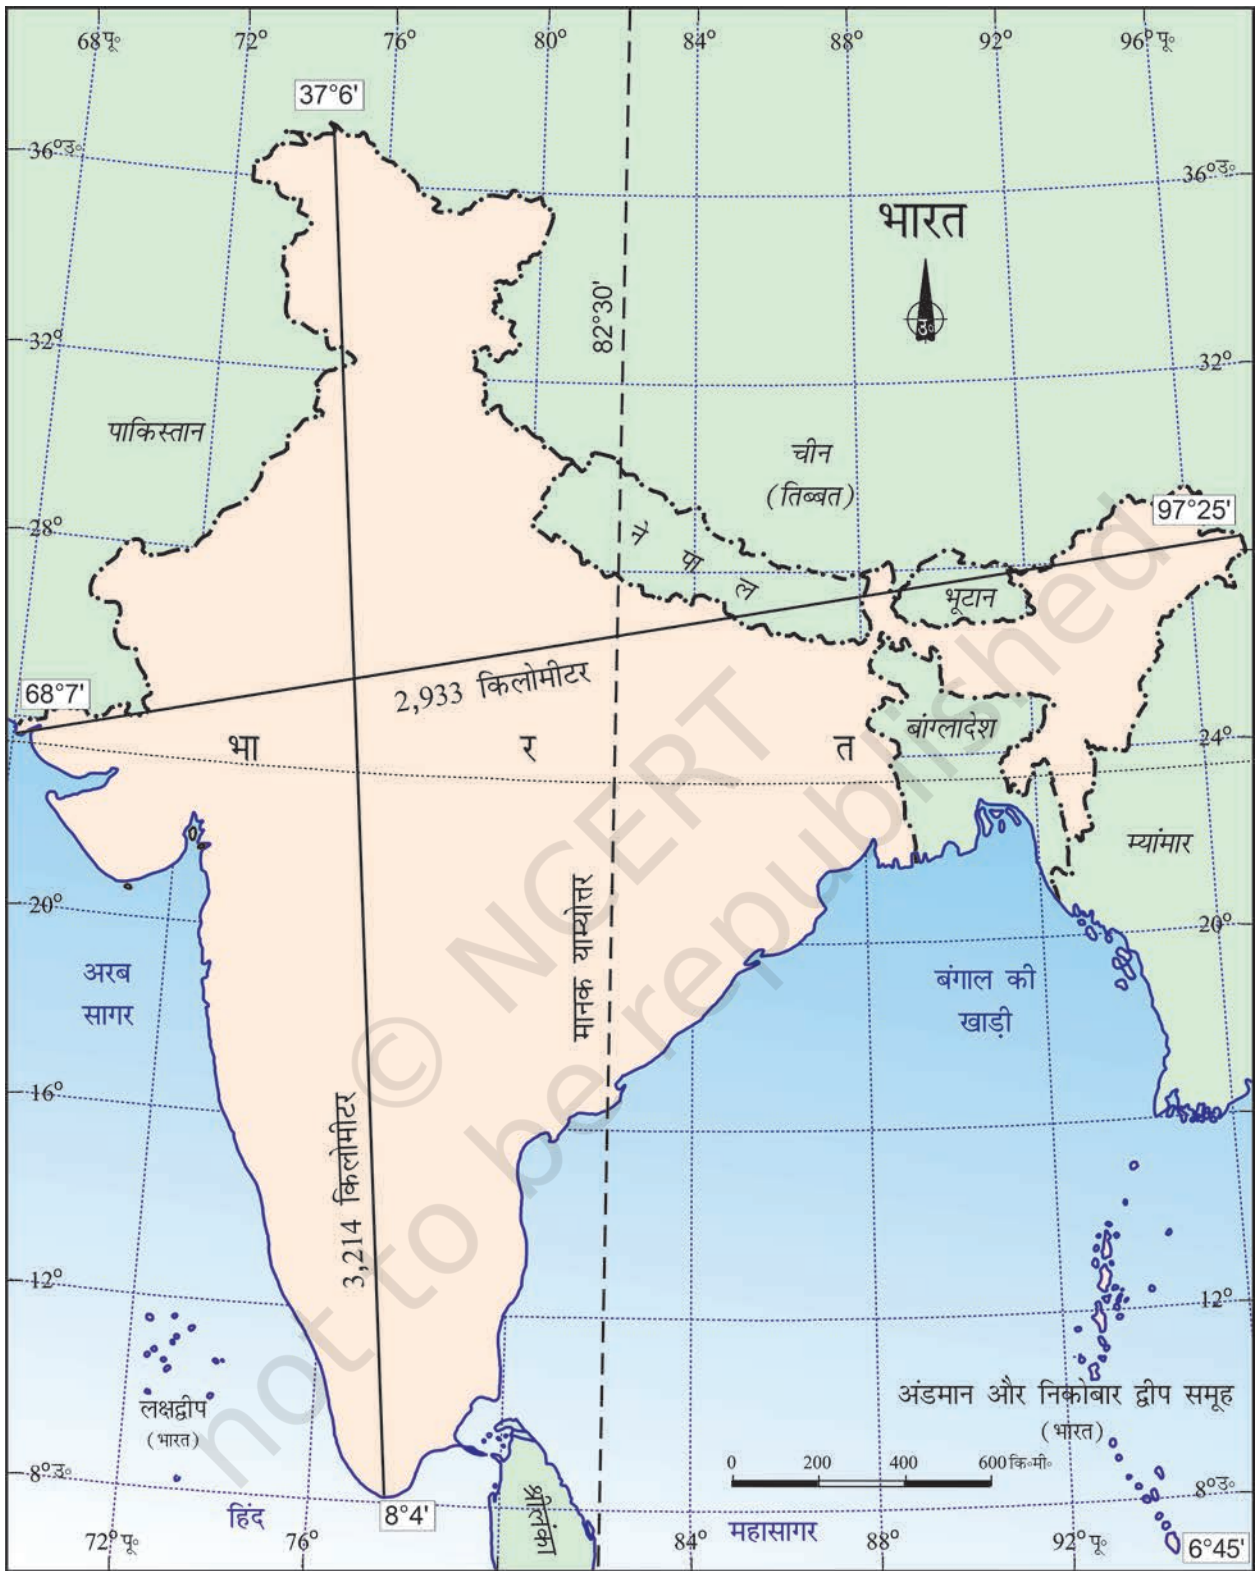 68°पू॰ 72° 76° 80° 84° 88° 92° 96°पू॰
37°6'
36°उ॰
36°उ॰
भारत
उ॰
82°30'
32°
32°
पाकिस्तान
चीन
(तिब्बत)
97°25'
28°
नेपाल
भूटान
68°7'
2,933 किलोमीटर
बांग्लादेश
भारत
24°
म्यांमार
मानक याम्योत्तर
20°
20°
अरब
सागर
बंगाल की
खाड़ी
16°
3,214 किलोमीटर
12°
12°
लक्षद्वीप
(भारत)
अंडमान और निकोबार द्वीप समूह
(भारत)
0 200 400 600 कि॰मी॰
8°उ॰
8°उ॰
8°4'
हिंद
महासागर
श्रीलंका
72°पू॰ 76° 84° 88° 92°पू॰
6°45'
© NCERT
not to be republished